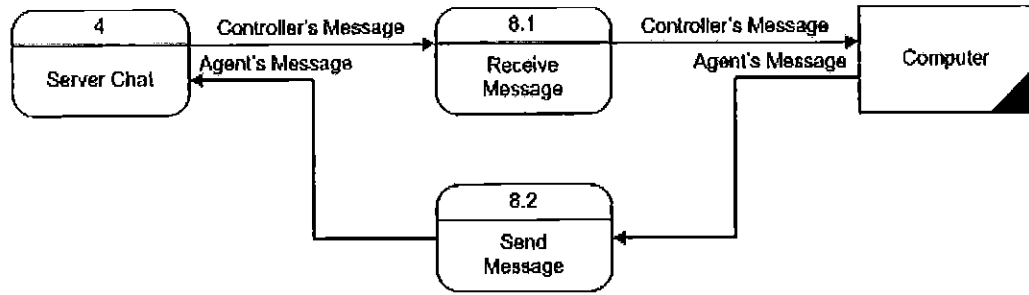 4
Server Chat
Controller's Message
Agent's Message
8.1
Receive
Message
Controller's Message
Agent's Message
Computer
8.2
Send
Message